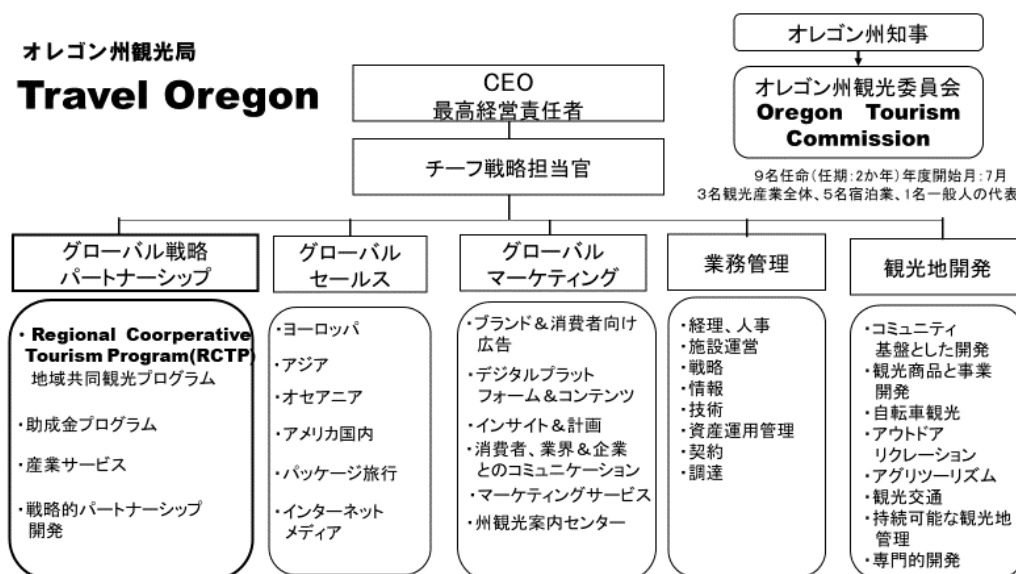 オレゴン州観光局
Travel Oregon
CEO
最高経営責任者
チーフ戦略担当官
オレゴン州知事
オレゴン州観光委員会
Oregon Tourism
Commission
9名任命(任期:2か年)年度開始月:7月
3名観光産業全体、5名宿泊業、1名一般人の代表
グローバル戦略
パートナーシップ
・Regional Coorperative
Tourism Program(RCTP)
地域共同観光プログラム
・助成金プログラム
・産業サービス
・戦略的パートナーシップ
開発
グローバル
セールス
・ヨーロッパ
・アジア
・オセアニア
・アメリカ国内
・パッケージ旅行
・インターネット
メディア
グローバル
マーケティング
・ブランド&消費者向け
広告
・デジタルプラット
フォーム&コンテンツ
・インサイト&計画
・消費者、業界&企業
とのコミュニケーション
・マーケティングサービス
・州観光案内センター
業務管理
・経理、人事
・施設運営
・戦略
・情報
・技術
・資産運用管理
・契約
・調達
観光地開発
・コミュニティ
基盤とした開発
・観光商品と事業
開発
・自転車観光
・アウトドア
リクレーション
・アグリツーリズム
・観光交通
・持続可能な観光地
管理
・専門的開発